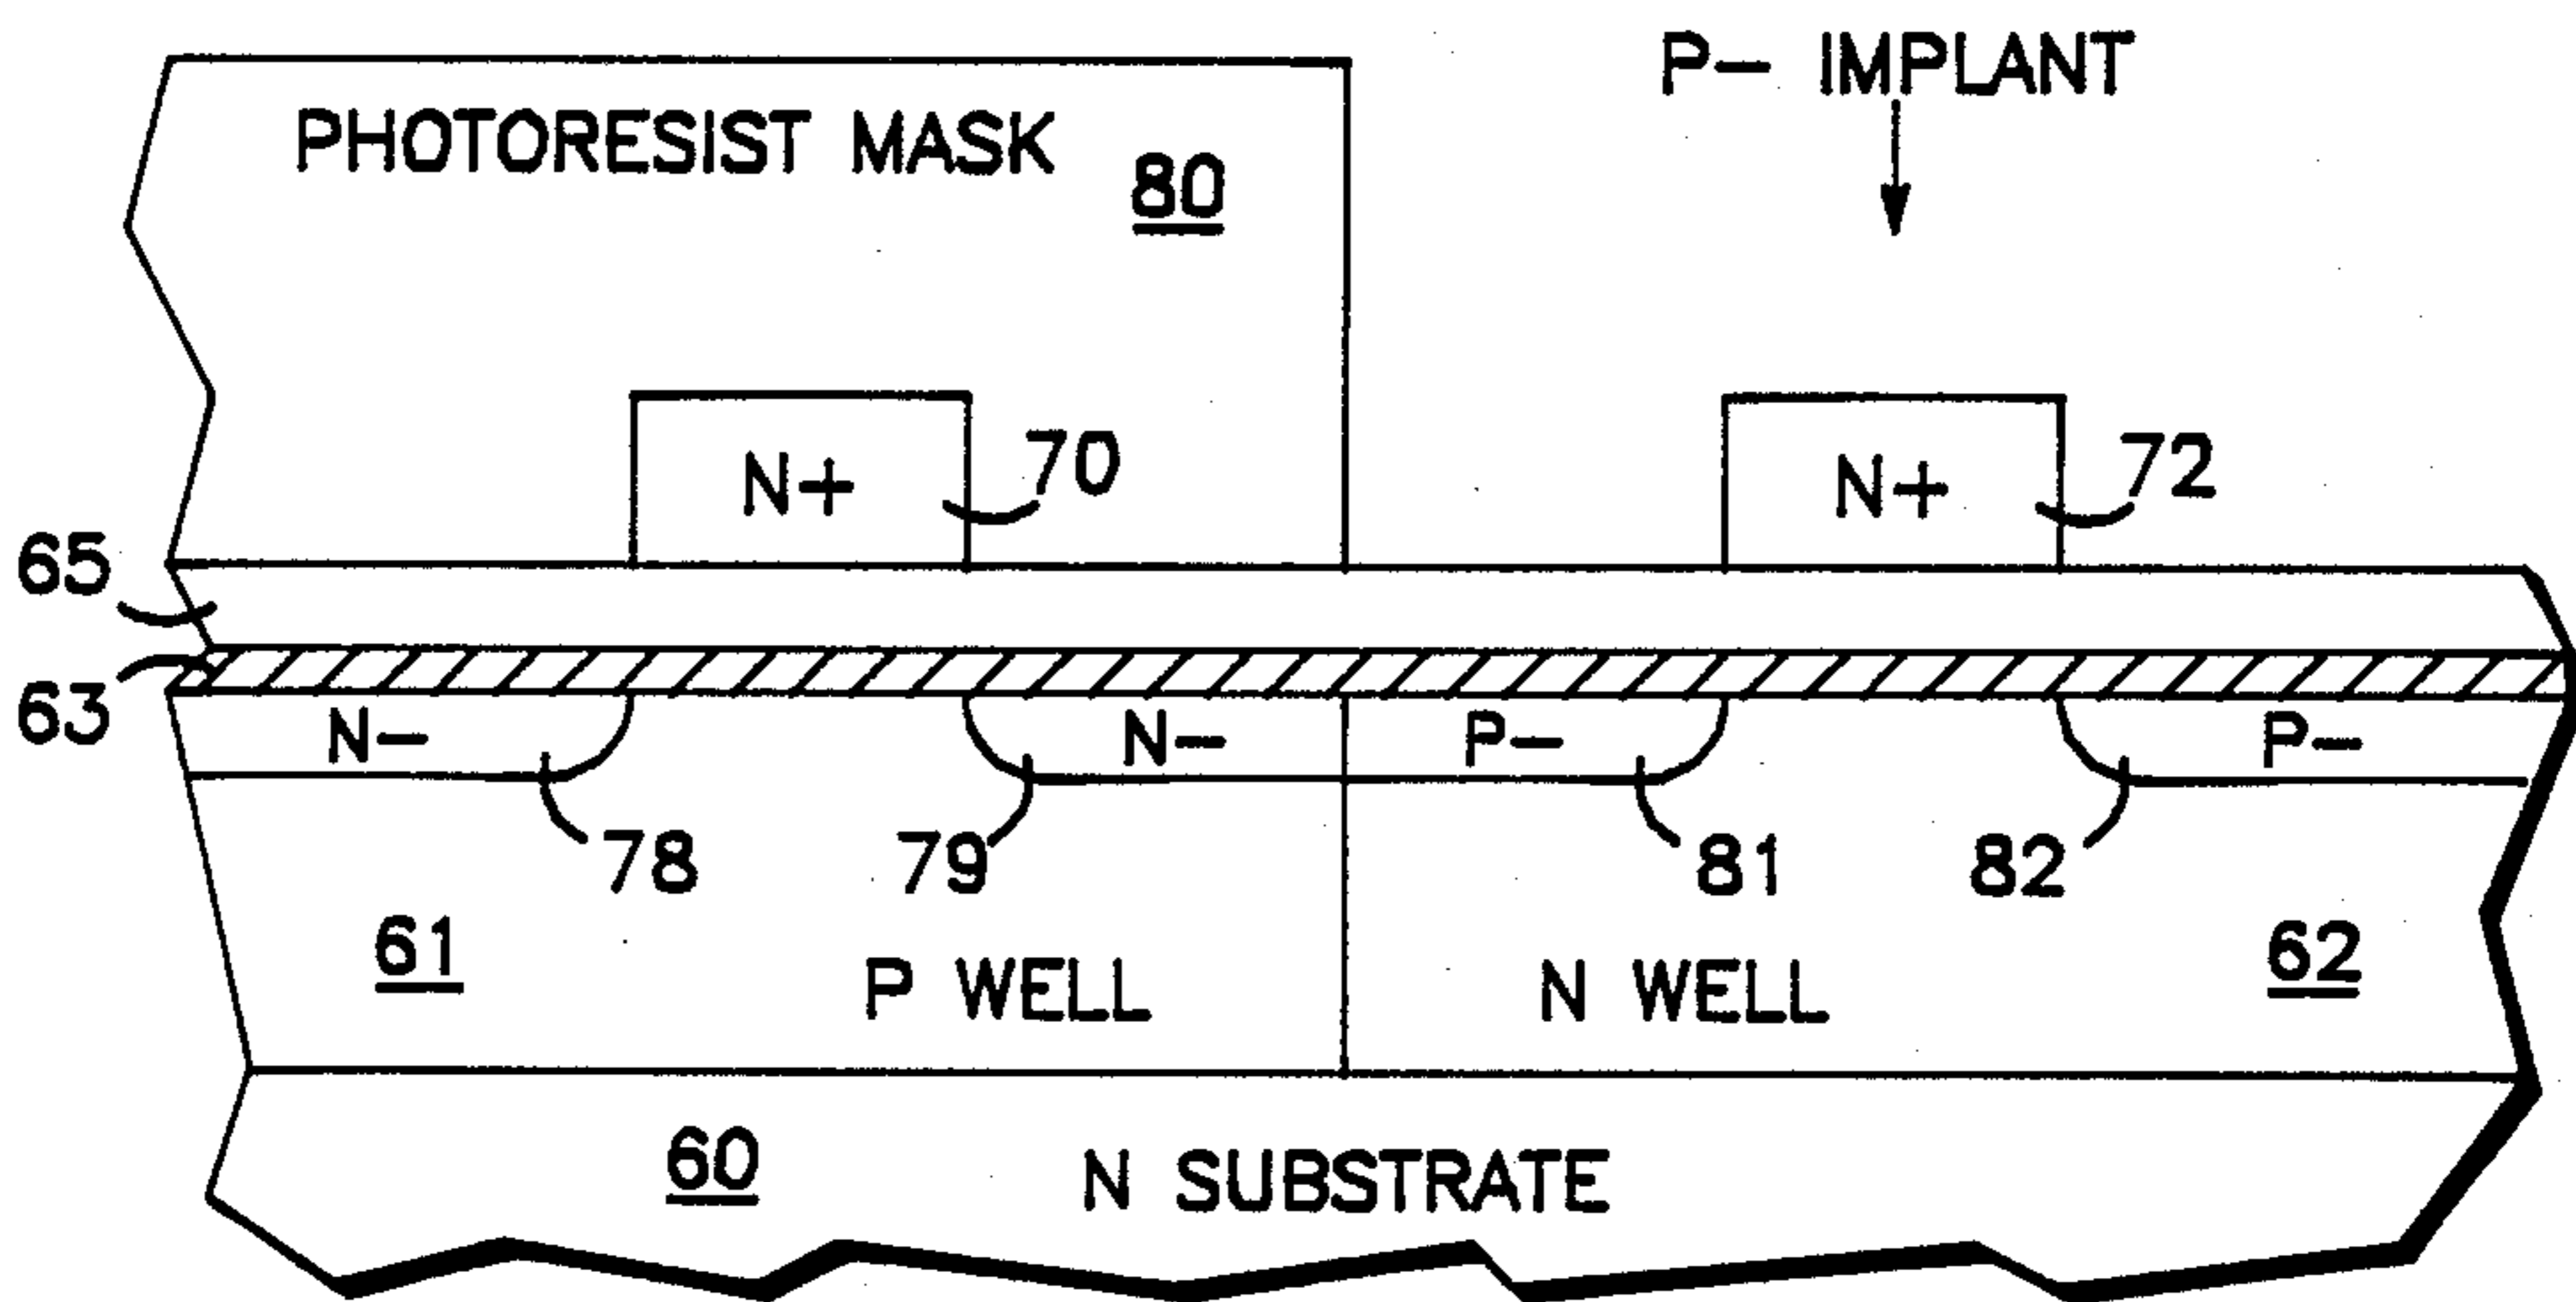 P- IMPLANT
PHOTORESIST MASK
80
N+
70
N+
72
65
63
N-
N-
P-
P-
78
79
81
82
61
P WELL
N WELL
62
60
N SUBSTRATE